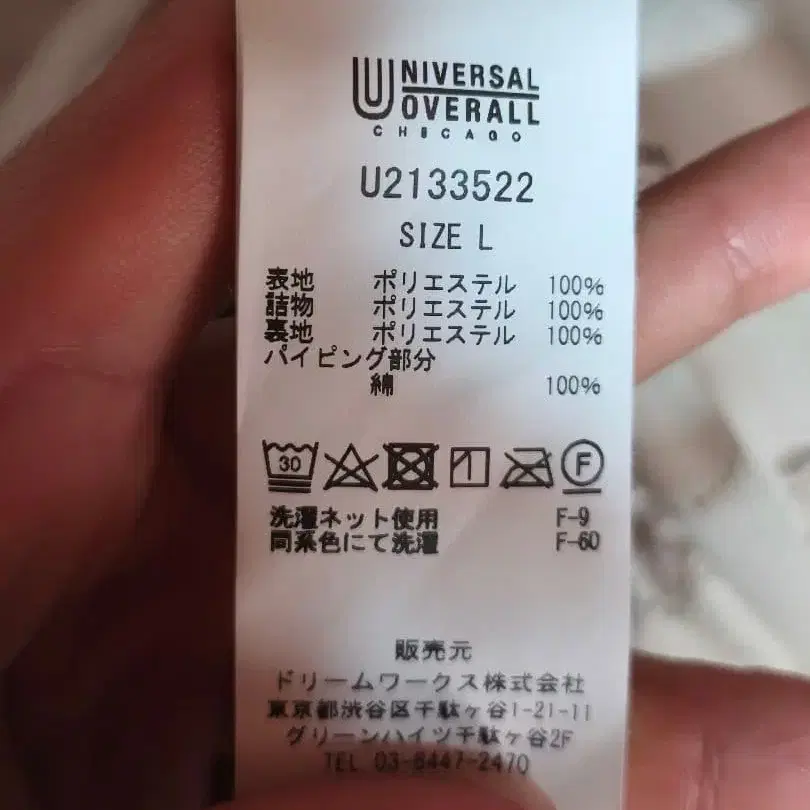 UNIVERSAL
OVERALL
CHICAGO
U2133522
SIZE L
表地 ポリエステル 100%
詰物 ポリエステル 100%
裏地 ポリエステル 100%
パイピング部分
綿 100%
30 F
洗濯ネット使用 F-9
同系色にて洗濯 F-60
販売元
ドリームワークス株式会社
東京都渋谷区千駄ヶ谷1-21-11
グリーンハイツ千駄ヶ谷2F
TEL 03-6447-2470